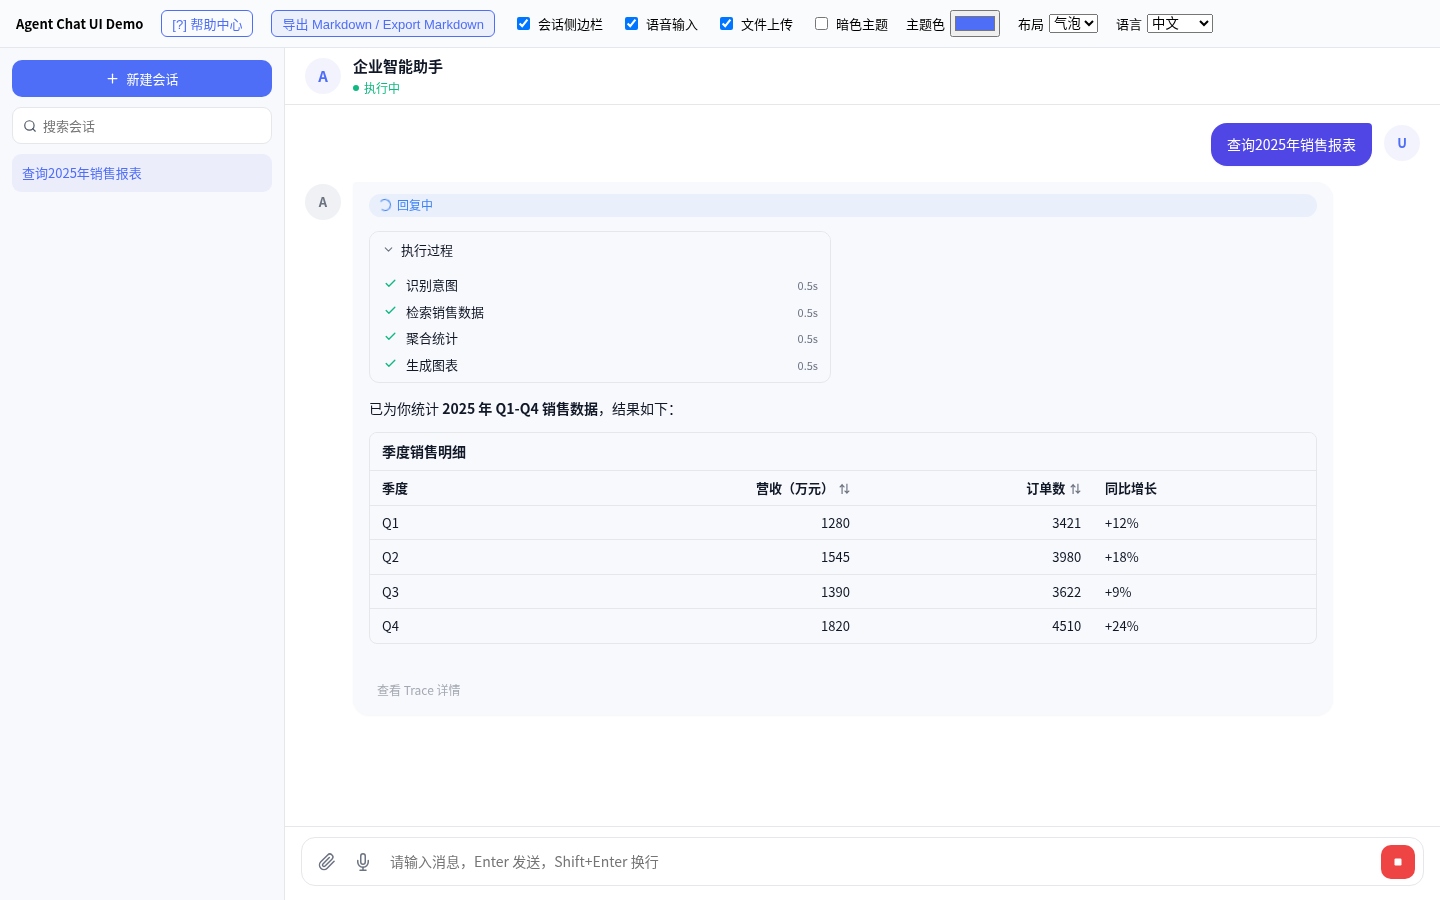 Agent Chat UI Demo [?] 帮助中心 导出 Markdown / Export Markdown 会话侧边栏 语音输入 文件上传 暗色主题 主题色 布局 气泡 语言 中文
+ 新建会话
搜索会话
查询2025年销售报表
A 企业智能助手
执行中
查询2025年销售报表 U
A
回复中
执行过程
识别意图 0.5s
检索销售数据 0.5s
聚合统计 0.5s
生成图表 0.5s
已为你统计 2025 年 Q1-Q4 销售数据，结果如下：
季度销售明细
季度 营收（万元） 订单数 同比增长
Q1 1280 3421 +12%
Q2 1545 3980 +18%
Q3 1390 3622 +9%
Q4 1820 4510 +24%
查看 Trace 详情
请输入消息，Enter 发送，Shift+Enter 换行